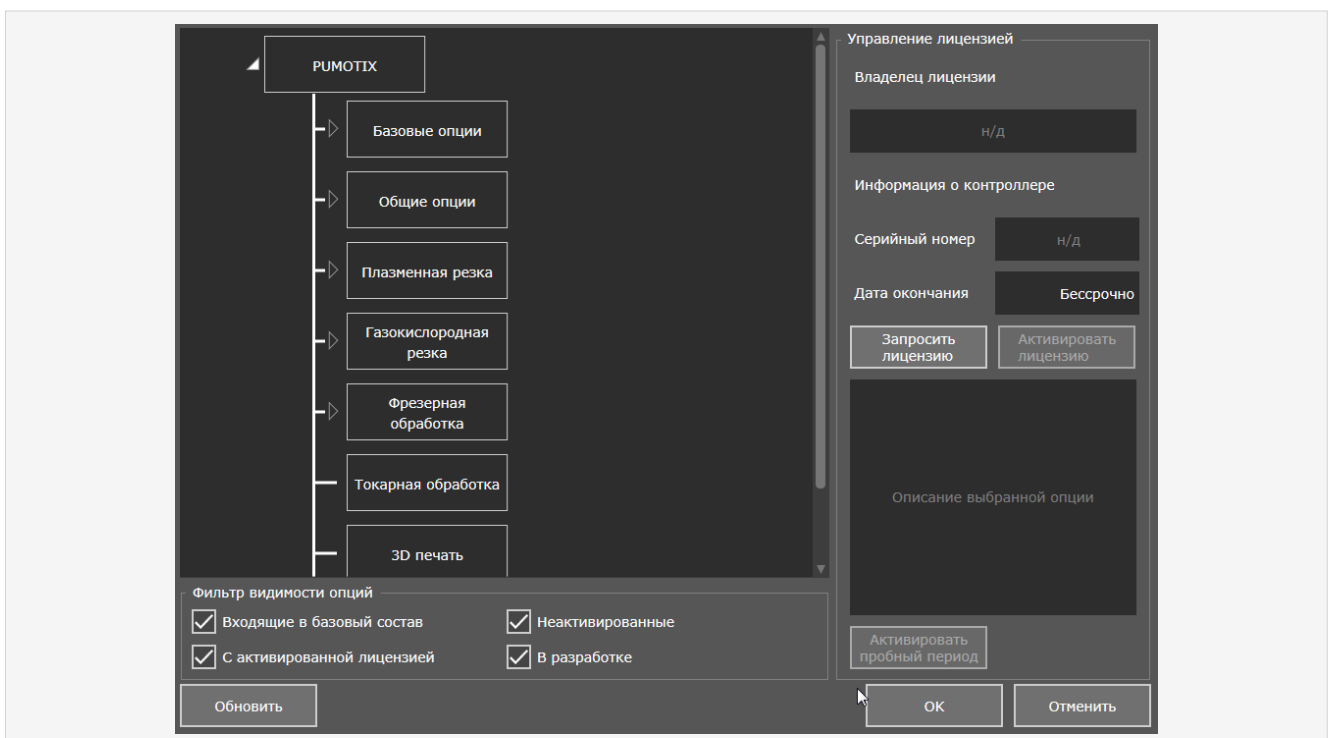 PUMOTIX
Базовые опции
Общие опции
Плазменная резка
Газокислородная
резка
Фрезерная
обработка
Токарная обработка
3D печать
Фильтр видимости опций
Входящие в базовый состав
Неактивированные
С активированной лицензией
В разработке
Обновить
Управление лицензией
Владелец лицензии
н/д
Информация о контроллере
Серийный номер
н/д
Дата окончания
Бессрочно
Запросить
лицензию
Активировать
лицензию
Описание выбранной опции
Активировать
пробный период
ОК
Отменить